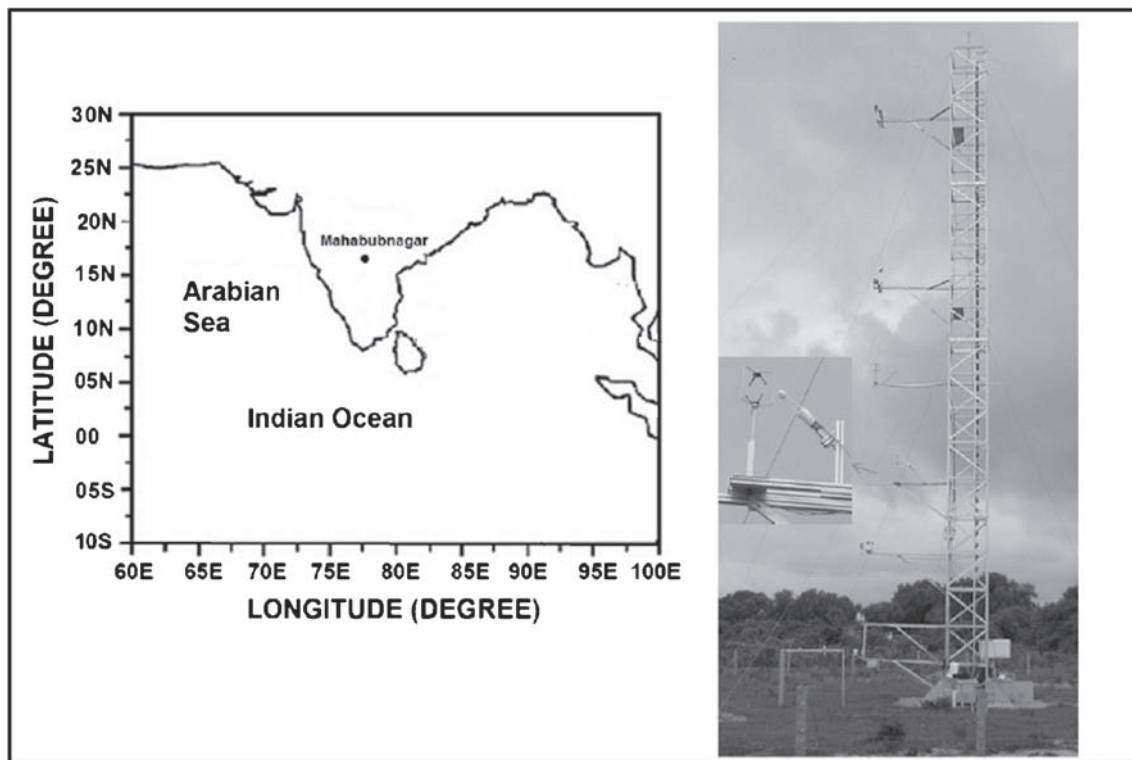 30N
25N
20N
15N
10N
05N
00
05S
10S
LATITUDE (DEGREE)
Mahabubnagar
Arabian
Sea
Indian Ocean
60E 65E 70E 75E 80E 85E 90E 95E 100E
LONGITUDE (DEGREE)